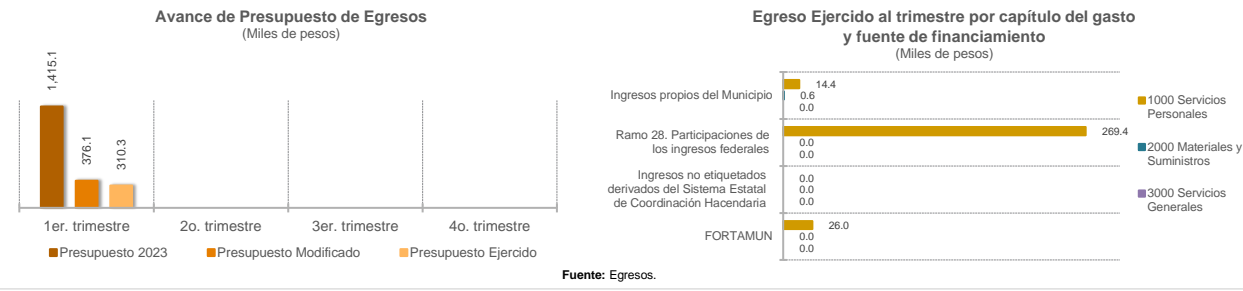 Avance de Presupuesto de Egresos
(Miles de pesos)
1,415.1
376.1
310.3
1er. trimestre
2o. trimestre
3er. trimestre
4o. trimestre
Presupuesto 2023
Presupuesto Modificado
Presupuesto Ejercido
Egreso Ejercido al trimestre por capítulo del gasto
y fuente de financiamiento
(Miles de pesos)
Ingresos propios del Municipio
14.4
0.6
0.0
Ramo 28. Participaciones de
los ingresos federales
269.4
0.0
0.0
Ingresos no etiquetados
derivados del Sistema Estatal
de Coordinación Hacendaria
0.0
0.0
0.0
FORTAMUN
26.0
0.0
0.0
1000 Servicios
Personales
2000 Materiales y
Suministros
3000 Servicios
Generales
Fuente: Egresos.